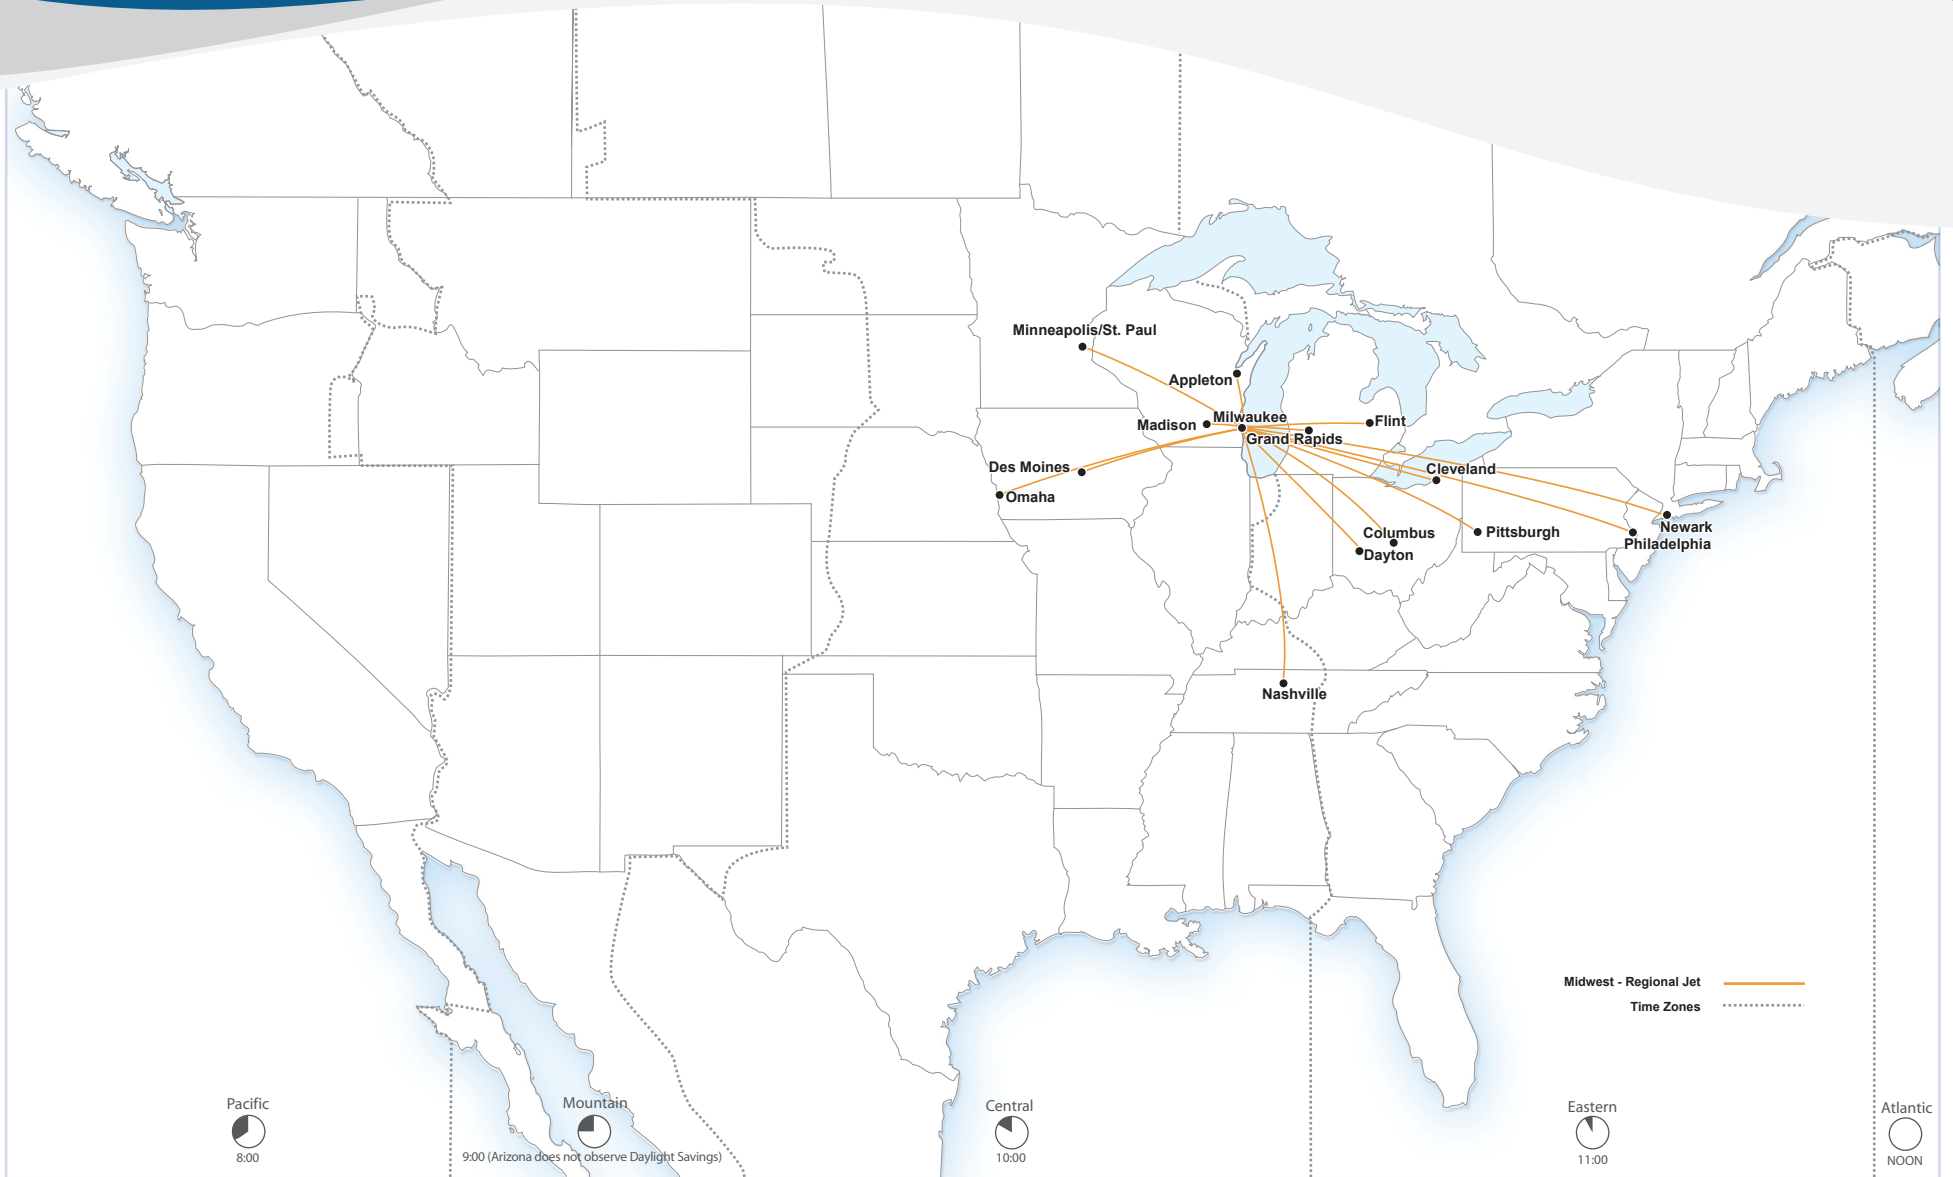 Minneapolis/St. Paul
Appleton
Milwaukee
Madison
Flint
Grand Rapids
Des Moines
Cleveland
Omaha
Newark
Columbus
Pittsburgh
Philadelphia
Dayton
Nashville
Midwest - Regional Jet
Time Zones
Pacific
8:00
Mountain
9:00 (Arizona does not observe Daylight Savings)
Central
10:00
Eastern
11:00
Atlantic
NOON